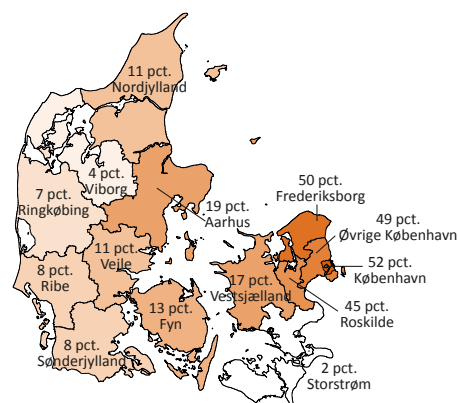 11 pct.
Nordjylland
4 pct.
Viborg
7 pct.
Ringkøbing
19 pct.
Aarhus
50 pct.
Frederiksborg
49 pct.
Øvrige København
52 pct.
København
11 pct.
Vejle
8 pct.
Ribe
17 pct.
Vestsjælland
45 pct.
Roskilde
13 pct.
Fyn
8 pct.
Sønderjylland
2 pct.
Storstrøm